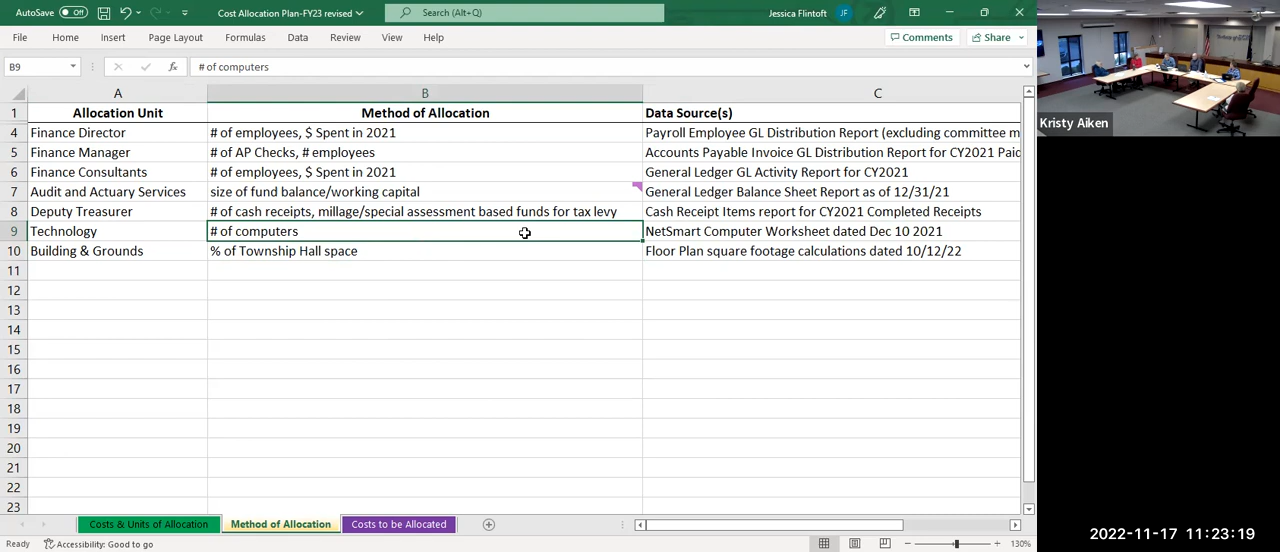 AutoSave Off Cost Allocation Plan-FY23 revised Search (Alt+Q) Jessica Flintoft JF
File Home Insert Page Layout Formulas Data Review View Help Comments Share
B9 fx # of computers
A B C
1 Allocation Unit Method of Allocation Data Source(s)
4 Finance Director # of employees, $ Spent in 2021 Payroll Employee GL Distribution Report (excluding committee m
5 Finance Manager # of AP Checks, # employees Accounts Payable Invoice GL Distribution Report for CY2021 Paid
6 Finance Consultants # of employees, $ Spent in 2021 General Ledger GL Activity Report for CY2021
7 Audit and Actuary Services size of fund balance/working capital General Ledger Balance Sheet Report as of 12/31/21
8 Deputy Treasurer # of cash receipts, millage/special assessment based funds for tax levy Cash Receipt Items report for CY2021 Completed Receipts
9 Technology # of computers NetSmart Computer Worksheet dated Dec 10 2021
10 Building & Grounds % of Township Hall space Floor Plan square footage calculations dated 10/12/22
11
12
13
14
15
16
17
18
19
20
21
22
23
Costs & Units of Allocation Method of Allocation Costs to be Allocated
Ready Accessibility: Good to go 130%
Kristy Aiken
2022-11-17 11:23:19